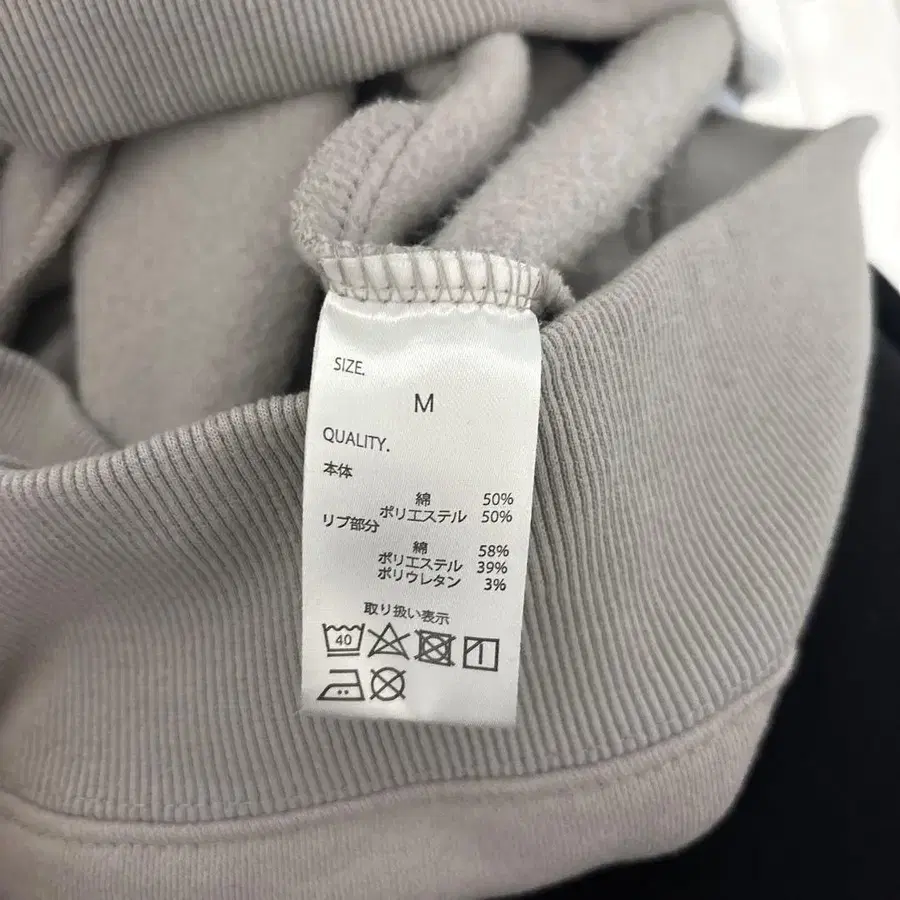 SIZE.
M
QUALITY.
本体
綿 50%
ポリエステル 50%
リブ部分
綿 58%
ポリエステル 39%
ポリウレタン 3%
取り扱い表示
40